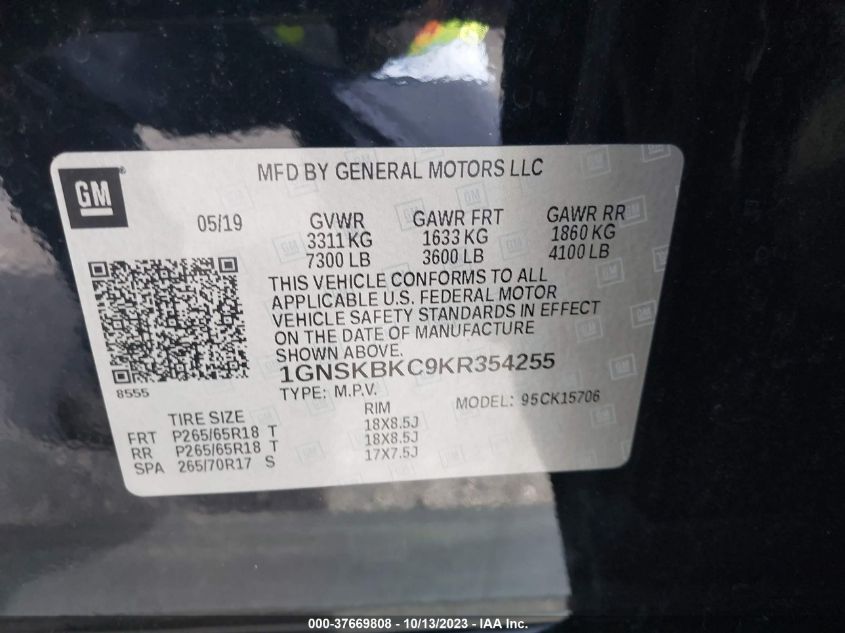 MFD BY GENERAL MOTORS LLC
GM
05/19
GVWR GAWR FRT GAWR RR
3311 KG 1633 KG 1860 KG
7300 LB 3600 LB 4100 LB
THIS VEHICLE CONFORMS TO ALL
APPLICABLE U.S. FEDERAL MOTOR
VEHICLE SAFETY STANDARDS IN EFFECT
ON THE DATE OF MANUFACTURE
SHOWN ABOVE.
1GNSKBKC9KR354255
8555
TYPE: M.P.V.
MODEL: 95CK15706
TIRE SIZE RIM
FRT P265/65R18 T 18X8.5J
RR P265/65R18 T 18X8.5J
SPA 265/70R17 S 17X7.5J
000-37669808 - 10/13/2023 - IAA Inc.